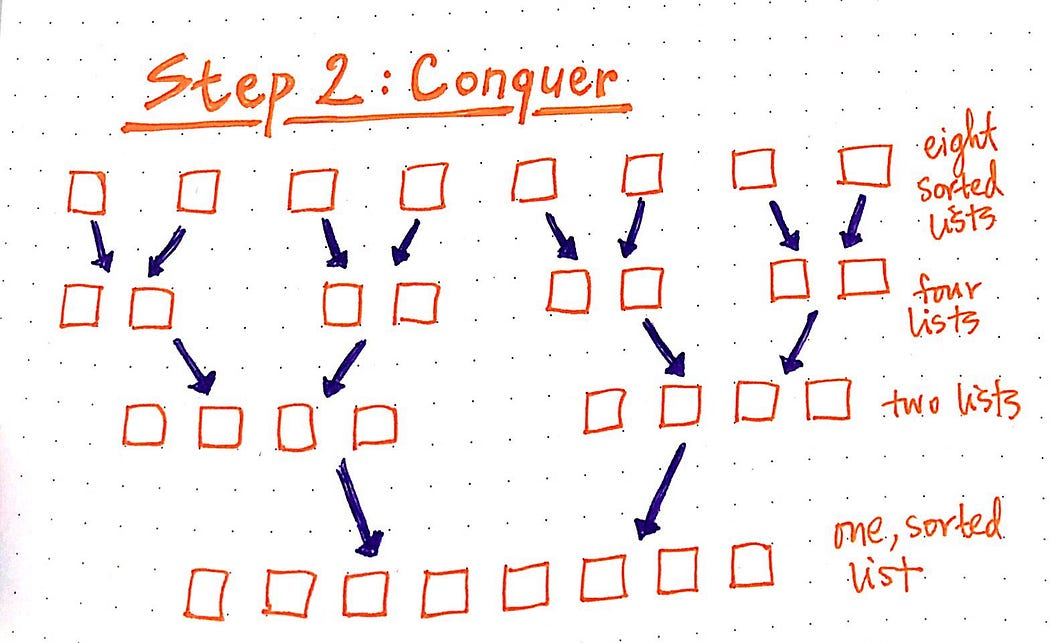 Step 2: Conquer
eight
sorted
lists
four
lists
two lists
one, sorted
list